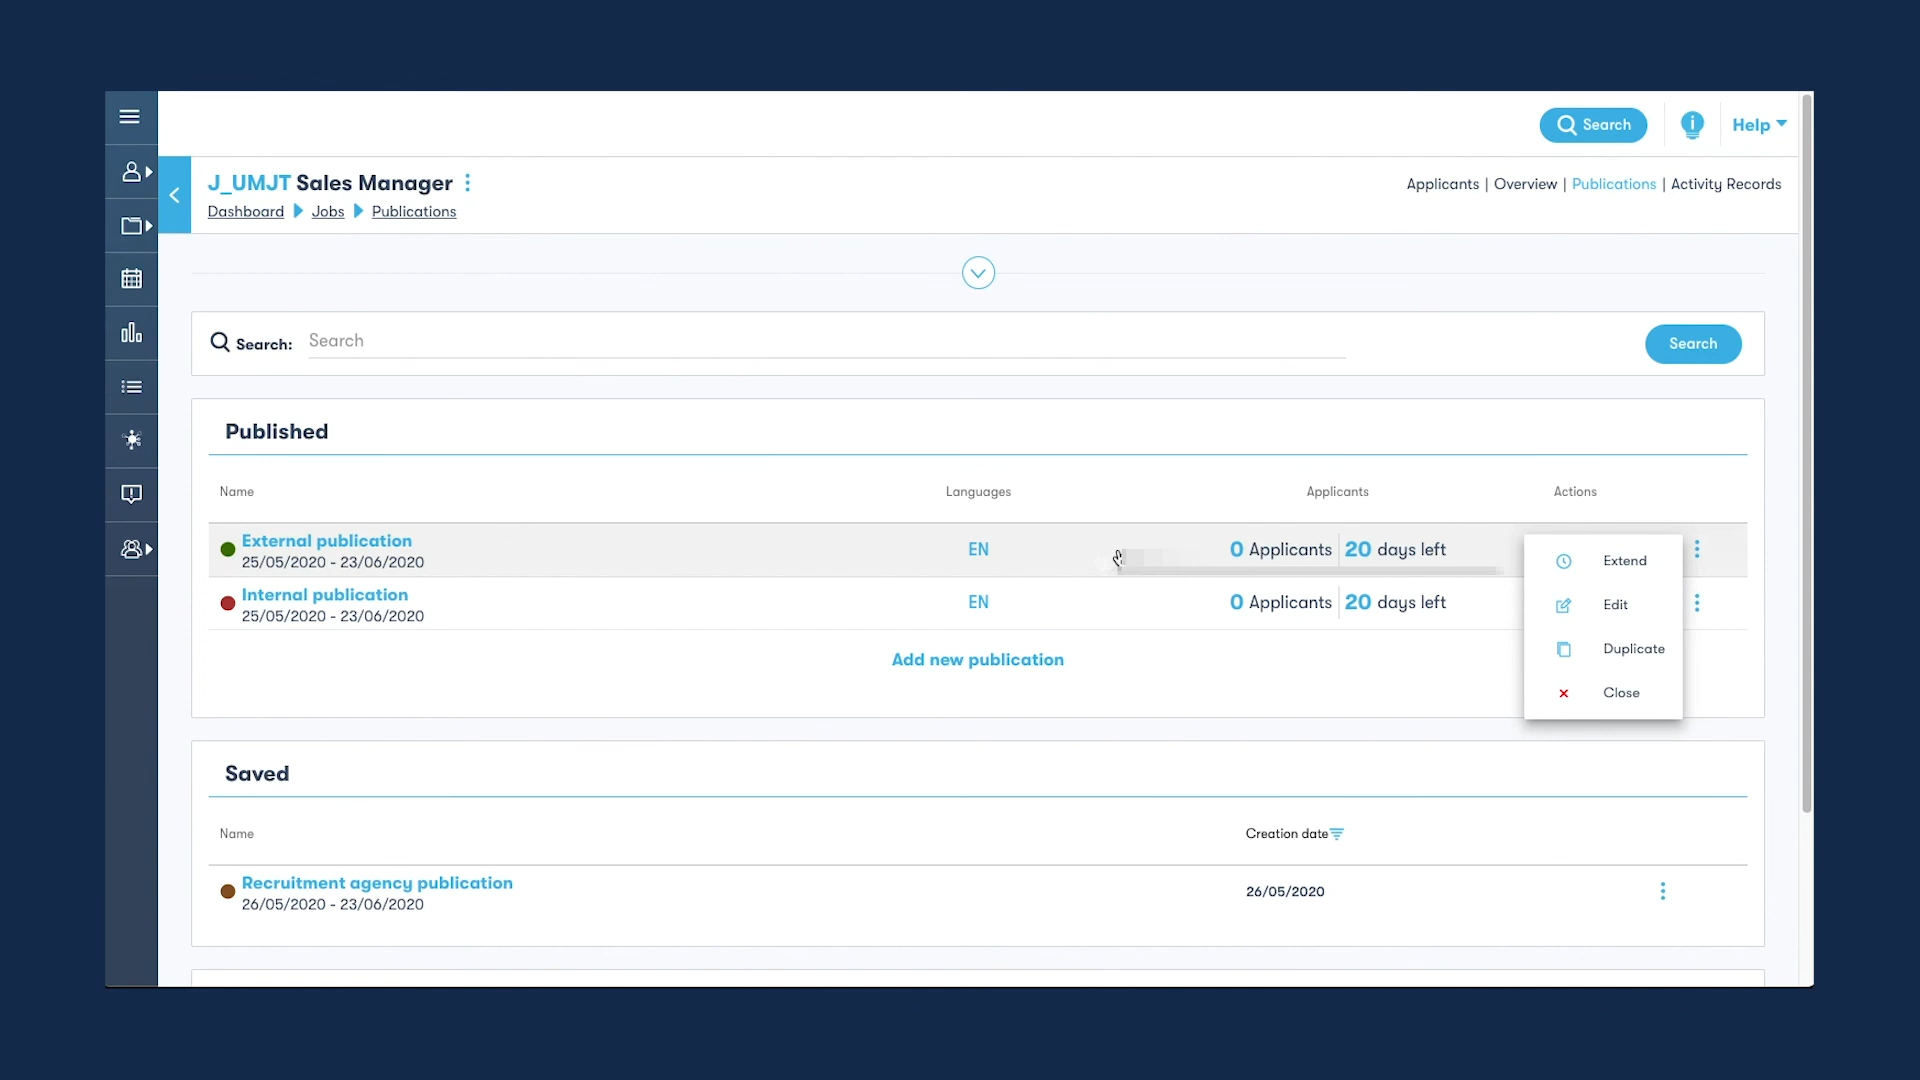 Search
Help
J_UMJT Sales Manager
Applicants | Overview | Publications | Activity Records
Dashboard Jobs Publications
Search: Search
Search
Published
Name Languages Applicants Actions
External publication
25/05/2020 - 23/06/2020
EN
0 Applicants 20 days left
Internal publication
25/05/2020 - 23/06/2020
EN
0 Applicants 20 days left
Add new publication
Extend
Edit
Duplicate
Close
Saved
Name Creation date
Recruitment agency publication
26/05/2020 - 23/06/2020
26/05/2020